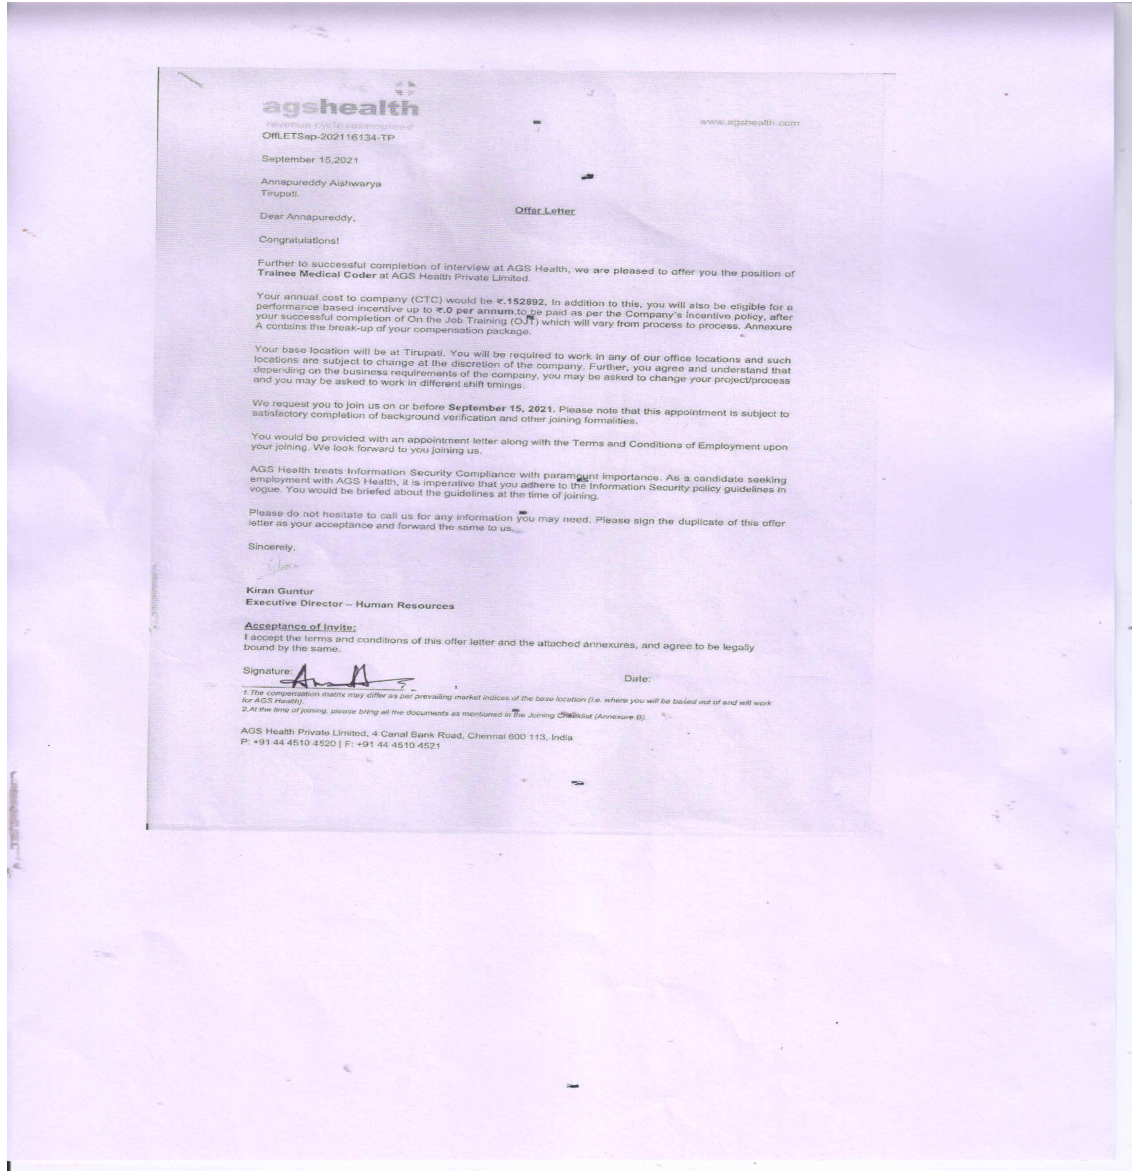 agshealth
revenue cycle reimagined
www.agshealth.com
OffLETSep-202116134-TP
September 15,2021
Annapureddy Aishwarya
Tirupati.
Offer Letter
Dear Annapureddy,
Congratulations!
Further to successful completion of interview at AGS Health, we are pleased to offer you the position of
Trainee Medical Coder at AGS Health Private Limited.
Your annual cost to company (CTC) would be ₹.152892. In addition to this, you will also be eligible for a
performance based incentive up to ₹.0 per annum to be paid as per the Company's incentive policy, after
your successful completion of On the Job Training (OJT) which will vary from process to process. Annexure
A contains the break-up of your compensation package.
Your base location will be at Tirupati. You will be required to work in any of our office locations and such
locations are subject to change at the discretion of the company. Further, you agree and understand that
depending on the business requirements of the company, you may be asked to change your project/process
and you may be asked to work in different shift timings.
We request you to join us on or before September 15, 2021. Please note that this appointment is subject to
satisfactory completion of background verification and other joining formalities.
You would be provided with an appointment letter along with the Terms and Conditions of Employment upon
your joining. We look forward to you joining us.
AGS Health treats Information Security Compliance with paramount importance. As a candidate seeking
employment with AGS Health, it is imperative that you adhere to the Information Security policy guidelines in
vogue. You would be briefed about the guidelines at the time of joining.
Please do not hesitate to call us for any information you may need. Please sign the duplicate of this offer
letter as your acceptance and forward the same to us.
Sincerely,
Kiran Guntur
Executive Director – Human Resources
Acceptance of Invite:
I accept the terms and conditions of this offer letter and the attached annexures, and agree to be legally
bound by the same.
Signature:
Date:
1.The compensation matrix may differ as per prevailing market indices of the base location (i.e. where you will be based out of and will work
for AGS Health).
2.At the time of joining, please bring all the documents as mentioned in the Joining Checklist (Annexure B).
AGS Health Private Limited, 4 Canal Bank Road, Chennai 600 113, India
P: +91 44 4510 4520 | F: +91 44 4510 4521